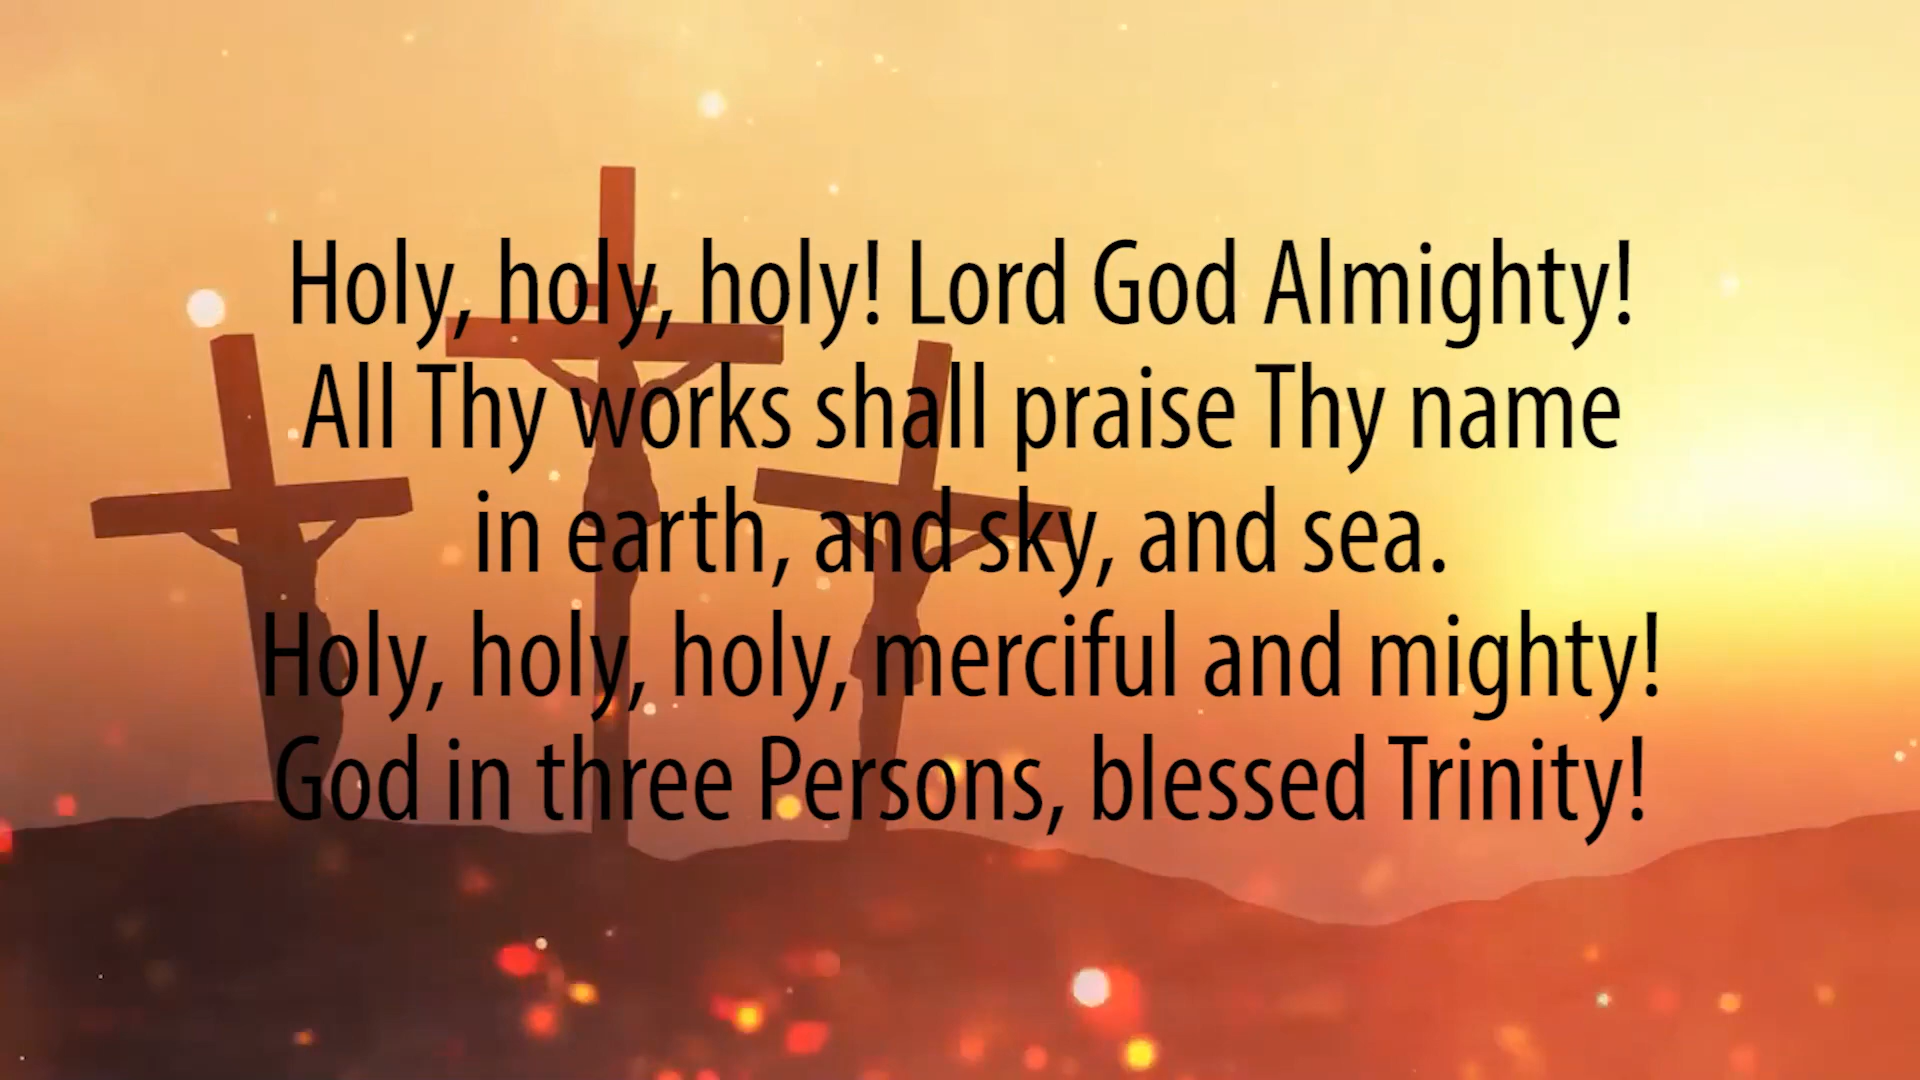 Holy, holy, holy! Lord God Almighty!
All Thy works shall praise Thy name
in earth, and sky, and sea.
Holy, holy, holy, merciful and mighty!
God in three Persons, blessed Trinity!